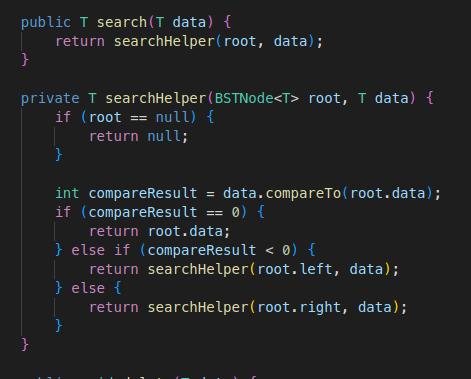 public T search(T data) {
    return searchHelper(root, data);
}
private T searchHelper(BSTNode<T> root, T data) {
    if (root == null) {
        return null;
    }
    int compareResult = data.compareTo(root.data);
    if (compareResult == 0) {
        return root.data;
    } else if (compareResult < 0) {
        return searchHelper(root.left, data);
    } else {
        return searchHelper(root.right, data);
    }
}